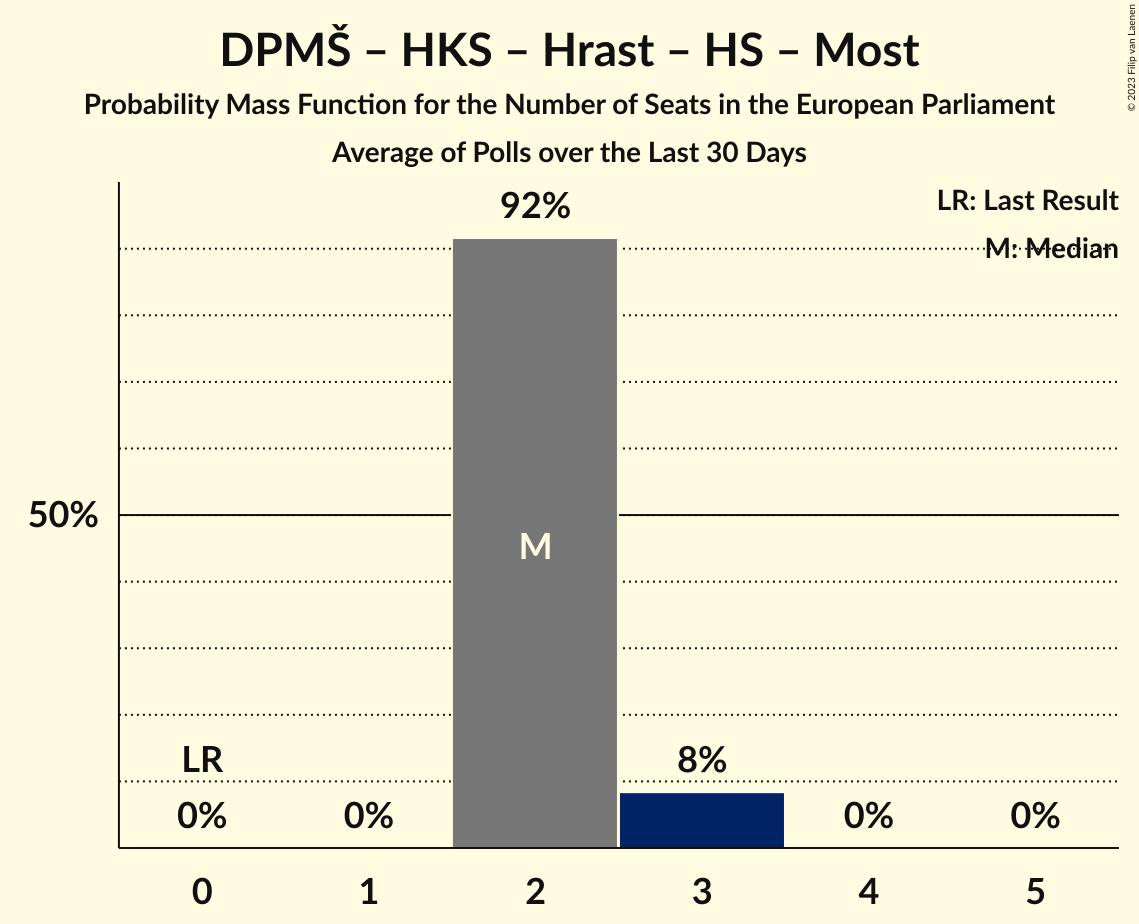 DPMŠ – HKS – Hrast – HS – Most
Probability Mass Function for the Number of Seats in the European Parliament
Average of Polls over the Last 30 Days
© 2023 Filip van Laenen
LR: Last Result
M: Median
92%
50%
M
LR
8%
0%
0%
0%
0%
0
1
2
3
4
5